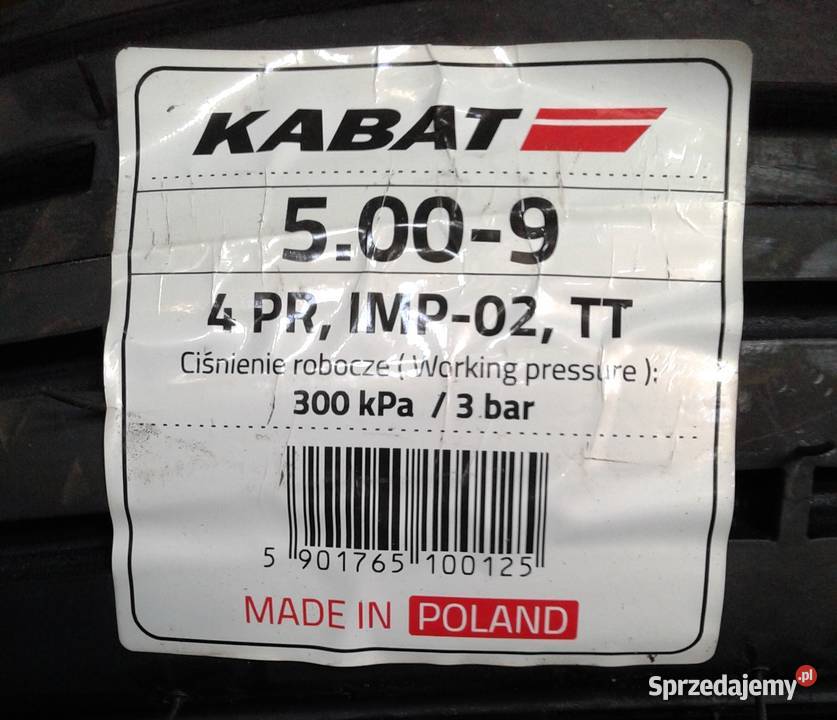 KABAT
5.00-9
4 PR, IMP-02, TT
Ciśnienie robocze ( Working pressure ):
300 kPa / 3 bar
5 901765 100125
MADE IN POLAND
Sprzedajemy.pl